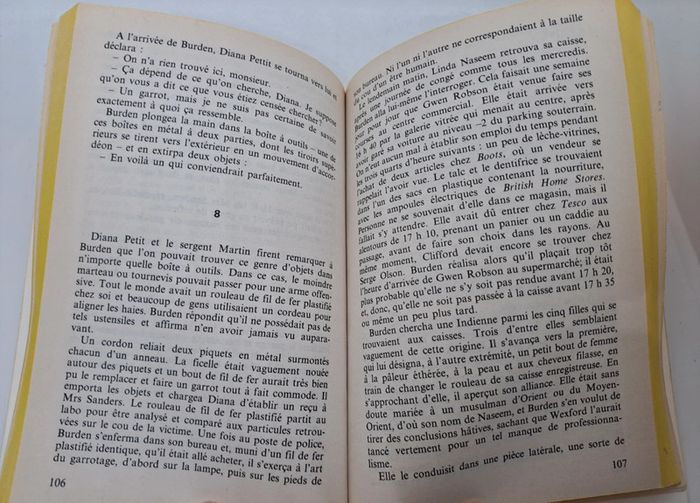 A l'arrivée de Burden, Diana Pettit se tourna vers lui et
déclara :
– On n'a rien trouvé ici, monsieur.
– Ça dépend de ce qu'on cherche, Diana. Je suppose
qu'on vous a dit ce que vous étiez censée chercher?
– Un garrot, mais je ne suis pas certaine de savoir
exactement à quoi ça ressemble.
Burden plongea la main dans la boîte à outils – une de
ces boîtes en métal à deux parties, dont les tiroirs supé-
rieurs se tirent vers l'extérieur en un mouvement d'accor-
déon – et en extirpa deux objets :
– En voilà un qui conviendrait parfaitement.
8
Diana Petit et le sergent Martin firent remarquer à
Burden que l'on pouvait trouver ce genre d'objets dans
n'importe quelle boîte à outils. Dans ce cas, le moindre
marteau ou tournevis pouvait passer pour une arme offen-
sive. Tout le monde avait un rouleau de fil de fer plastifié
chez soi et beaucoup de gens utilisaient un cordeau pour
aligner les haies. Burden répondit qu'il ne possédait pas de
tels ustensiles et affirma n'en avoir jamais vu aupara-
vant.
Un cordon reliait deux piquets en métal surmontés
chacun d'un anneau. La ficelle était vaguement nouée
autour des piquets et un bout de fil de fer aurait très bien
pu le remplacer et faire un garrot tout à fait commode. Il
emporta les objets et chargea Diana d'établir un reçu à
Mrs Sanders. Le rouleau de fil de fer plastifié partit au
labo pour être analysé et comparé aux particules retrou-
vées sur le cou de la victime. Une fois au poste de police,
Burden s'enferma dans son bureau et, muni d'un fil de fer
plastifié identique, qu'il était allé acheter, il s'exerça à l'art
du garrotage, d'abord sur la lampe, puis sur les pieds de
106
son bureau. Ni l'un ni l'autre ne correspondaient à la taille
du cou d'un être humain.
Le lendemain matin, Linda Naseem retrouva sa caisse,
après une journée de congé comme tous les mercredis.
Burden alla lui-même l'interroger. Cela faisait une semaine
jour pour jour que Gwen Robson était venue faire ses
courses au centre commercial. Elle était arrivée vers
16 h 40 par la galerie vitrée qui menait au centre, après
avoir garé sa voiture au niveau – 2 du parking souterrain.
On n'eut aucun mal à établir son emploi du temps pendant
les trois quarts d'heure suivants : un peu de lèche-vitrines,
l'achat de deux articles chez Boots, où un vendeur se
rappelait l'avoir vue. Le talc et le dentifrice se trouvaient
dans l'un des sacs en plastique contenant la nourriture,
avec les ampoules électriques de British Home Stores.
Personne ne se souvenait d'elle dans ce magasin, mais il
fallait s'y attendre. Elle avait dû entrer chez Tesco aux
alentours de 17 h 10, prenant un panier ou un caddie au
passage, avant de faire son choix dans les rayons. Au
même moment, Clifford devait encore se trouver chez
Serge Olson. Burden réalisa alors qu'il plaçait trop tôt
l'heure d'arrivée de Gwen Robson au supermarché; il était
plus probable qu'elle ne s'y soit pas rendue avant 17 h 20,
et, donc, qu'elle ne soit pas passée à la caisse avant 17 h 35
ou même un peu plus tard.
Burden chercha une Indienne parmi les cinq filles qui se
trouvaient aux caisses. Trois d'entre elles semblaient
vaguement de cette origine. Il s'avança vers la première,
qui lui désigna, à l'autre extrémité, un petit bout de femme
à la pâleur éthérée, à la peau et aux cheveux filasse, en
train de changer le rouleau de sa caisse enregistreuse. En
s'approchant d'elle, il aperçut son alliance. Elle était sans
doute mariée à un musulman d'Orient ou du Moyen-
Orient, d'où son nom de Naseem, et Burden s'en voulut de
tirer des conclusions hâtives, sachant que Wexford l'aurait
tancé vertement pour un tel manque de professionna-
lisme.
Elle le conduisit dans une pièce latérale, une sorte de
107